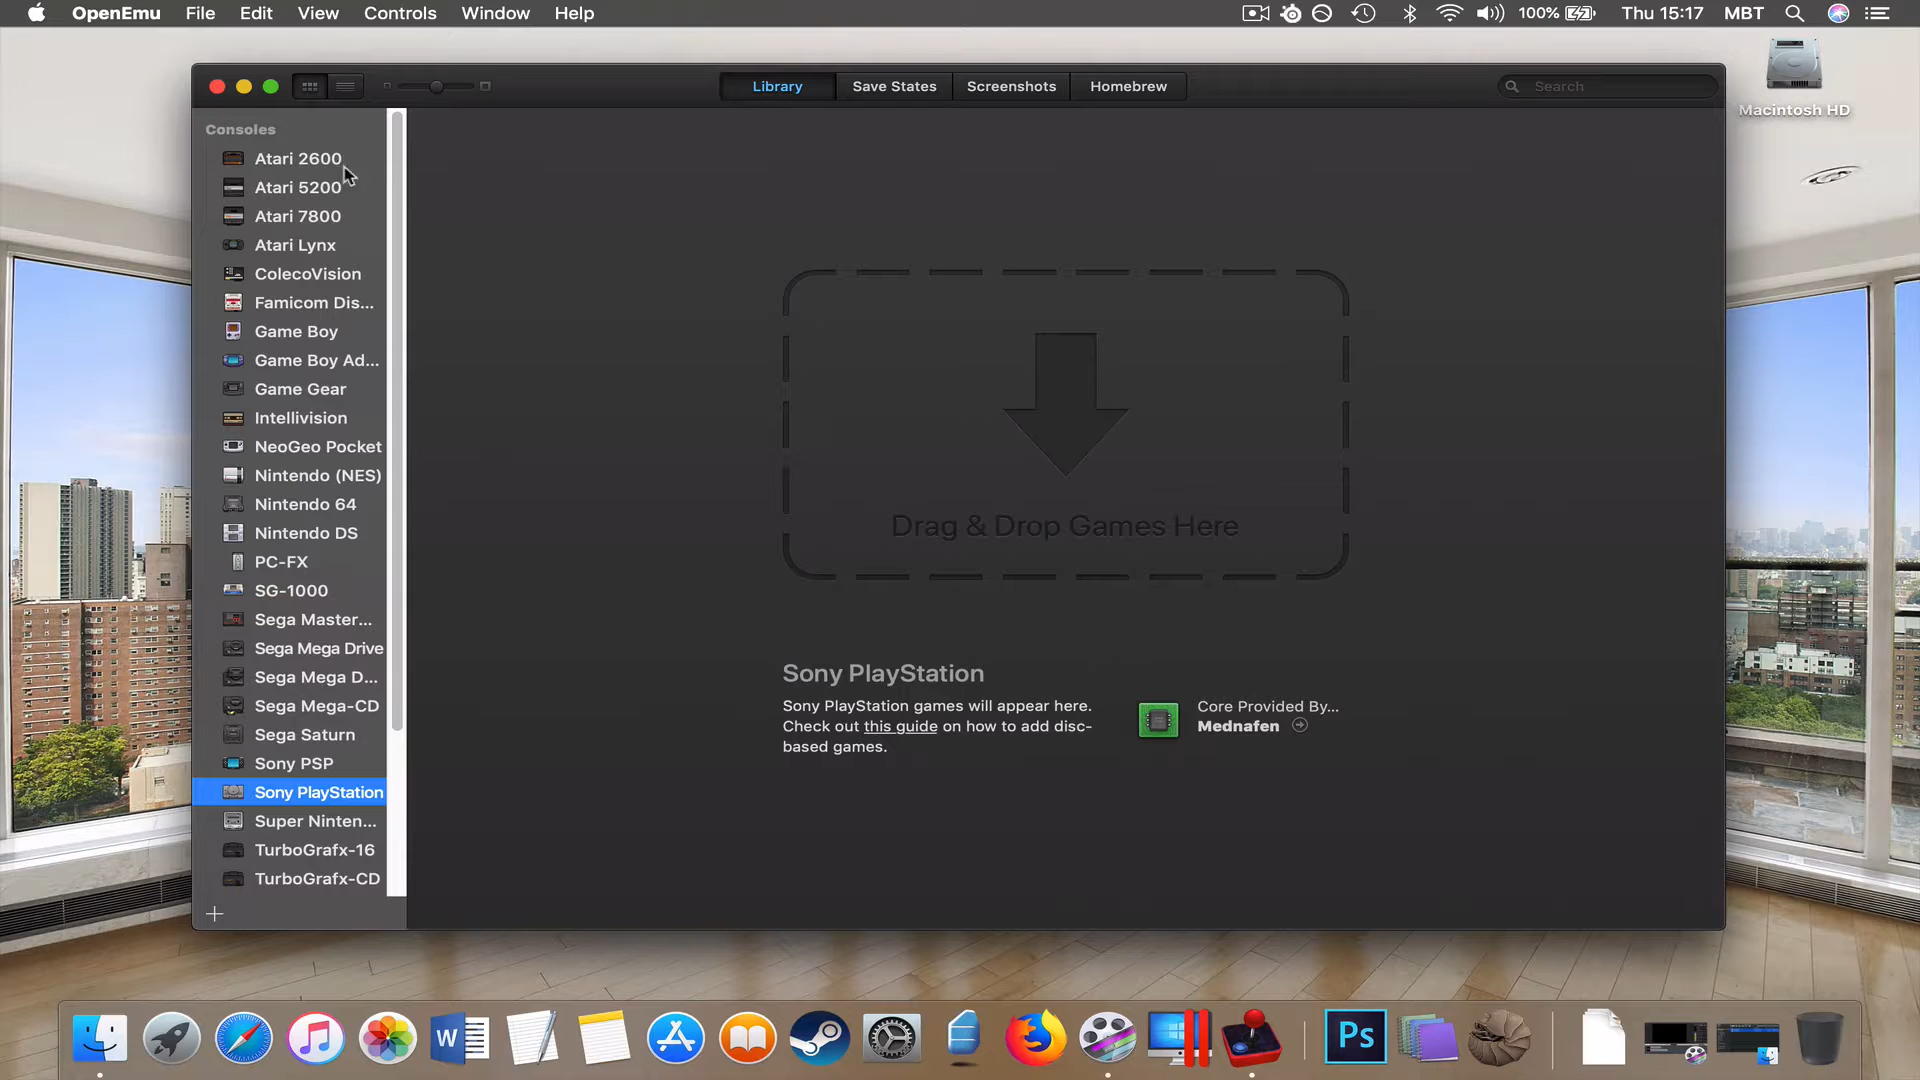 OpenEmu File Edit View Controls Window Help 100% Thu 15:17 MBT
Library Save States Screenshots Homebrew Search
Macintosh HD
Consoles
Atari 2600
Atari 5200
Atari 7800
Atari Lynx
ColecoVision
Famicom Dis...
Game Boy
Game Boy Ad...
Game Gear
Intellivision
NeoGeo Pocket
Nintendo (NES)
Nintendo 64
Nintendo DS
PC-FX
SG-1000
Sega Master...
Sega Mega Drive
Sega Mega D...
Sega Mega-CD
Sega Saturn
Sony PSP
Sony PlayStation
Super Ninten...
TurboGrafx-16
TurboGrafx-CD
Drag & Drop Games Here
Sony PlayStation
Sony PlayStation games will appear here.
Check out this guide on how to add disc-
based games.
Core Provided By...
Mednafen
W
Ps